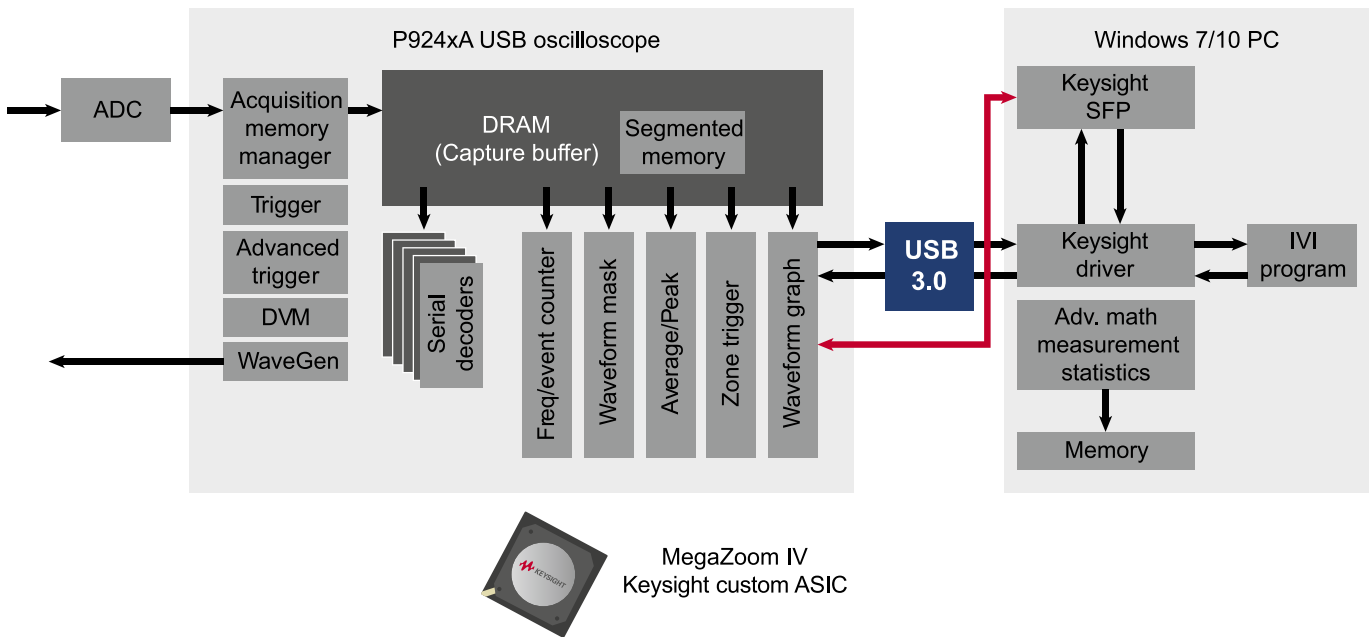 P924xA USB oscilloscope
Windows 7/10 PC
ADC
Acquisition
memory
manager
DRAM
(Capture buffer)
Segmented
memory
Keysight
SFP
Trigger
Advanced
trigger
DVM
WaveGen
Serial
decoders
Freq/event counter
Waveform mask
Average/Peak
Zone trigger
Waveform graph
USB
3.0
Keysight
driver
IVI
program
Adv. math
measurement
statistics
Memory
KEYSIGHT
MegaZoom IV
Keysight custom ASIC